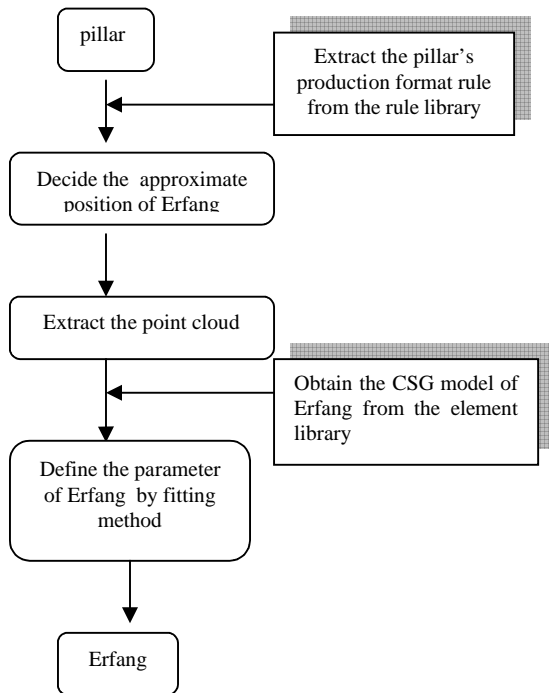 pillar
Extract the pillar's
production format rule
from the rule library
Decide the approximate
position of Erfang
Extract the point cloud
Obtain the CSG model of
Erfang from the element
library
Define the parameter
of Erfang by fitting
method
Erfang